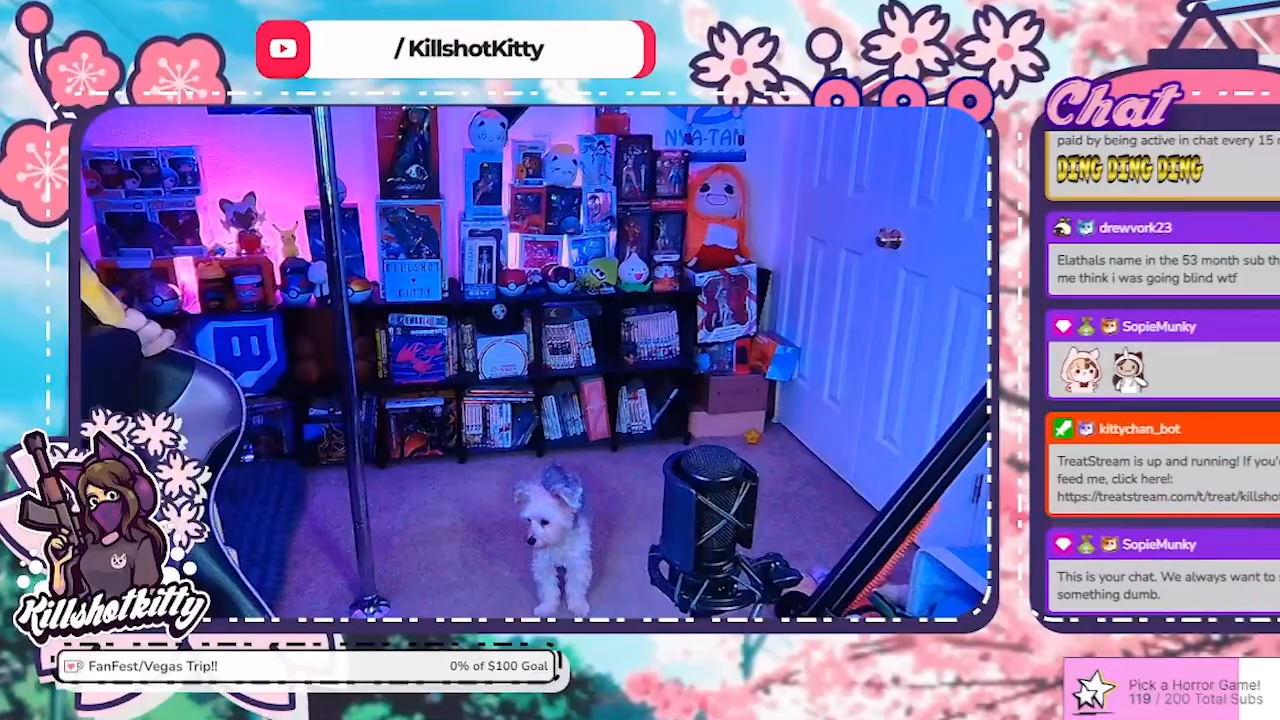 / KillshotKitty
Chat
paid by being active in chat every 15
DING DING DING
drewvork23
Elathals name in the 53 month sub th
me think i was going blind wtf
SopieMunky
kittychan_bot
TreatStream is up and running! If you'
feed me, click here!:
https://treatstream.com/t/treat/killshot
SopieMunky
This is your chat. We always want to
something dumb.
NYA-TAN
KILLSHOT
KITTY
Killshotkitty
FanFest/Vegas Trip!!
0% of $100 Goal
Pick a Horror Game!
119 / 200 Total Subs